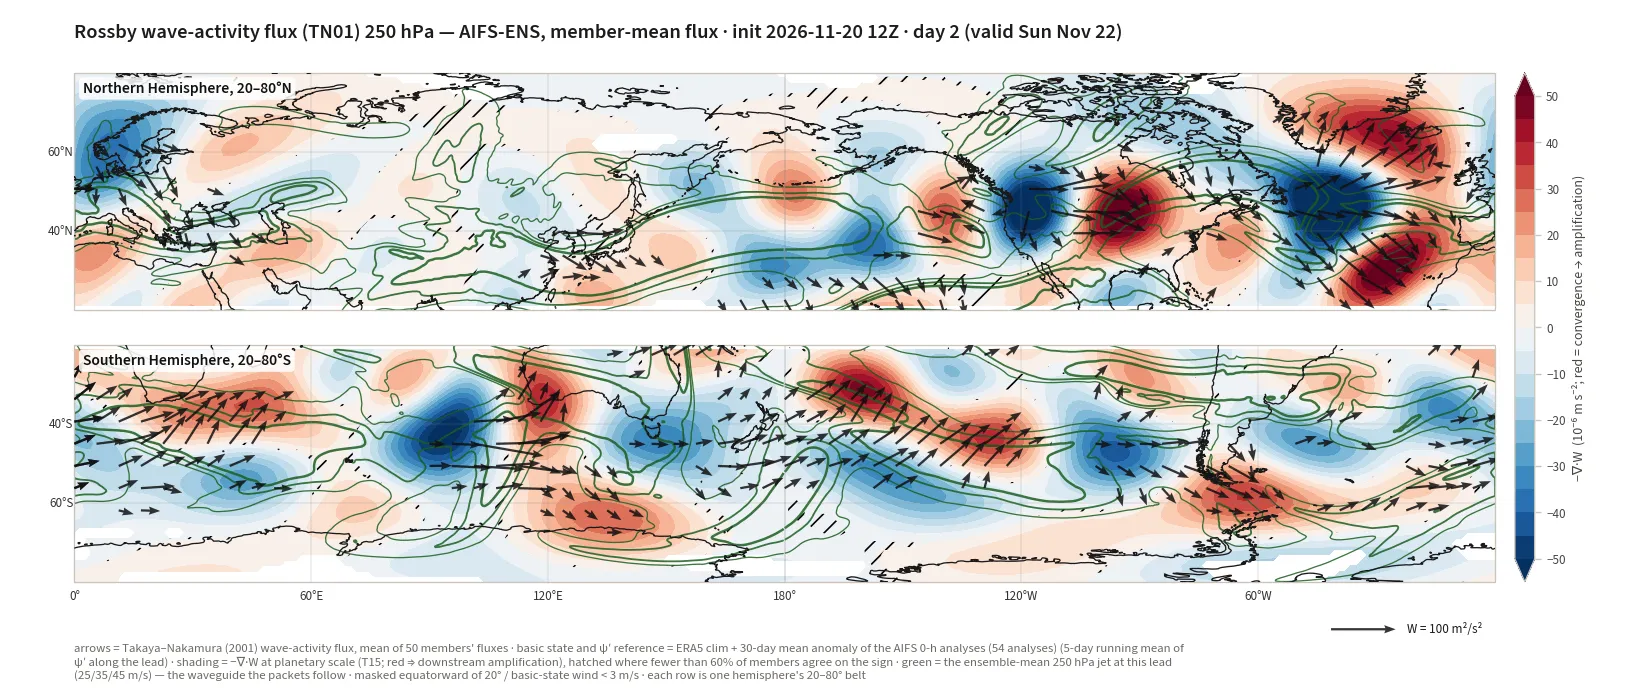 Rossby wave-activity flux (TN01) 250 hPa — AIFS-ENS, member-mean flux · init 2026-11-20 12Z · day 2 (valid Sun Nov 22)
Northern Hemisphere, 20–80°N
60°N
40°N
Southern Hemisphere, 20–80°S
40°S
60°S
0°
60°E
120°E
180°
120°W
60°W
50
40
30
20
10
0
−10
−20
−30
−40
−50
−∇·W (10⁻⁶ m s⁻²; red = convergence → amplification)
W = 100 m²/s²
arrows = Takaya–Nakamura (2001) wave-activity flux, mean of 50 members' fluxes · basic state and ψ' reference = ERA5 clim + 30-day mean anomaly of the AIFS 0-h analyses (54 analyses) (5-day running mean of
ψ' along the lead) · shading = −∇·W at planetary scale (T15; red ⇒ downstream amplification), hatched where fewer than 60% of members agree on the sign · green = the ensemble-mean 250 hPa jet at this lead
(25/35/45 m/s) — the waveguide the packets follow · masked equatorward of 20° / basic-state wind < 3 m/s · each row is one hemisphere's 20–80° belt